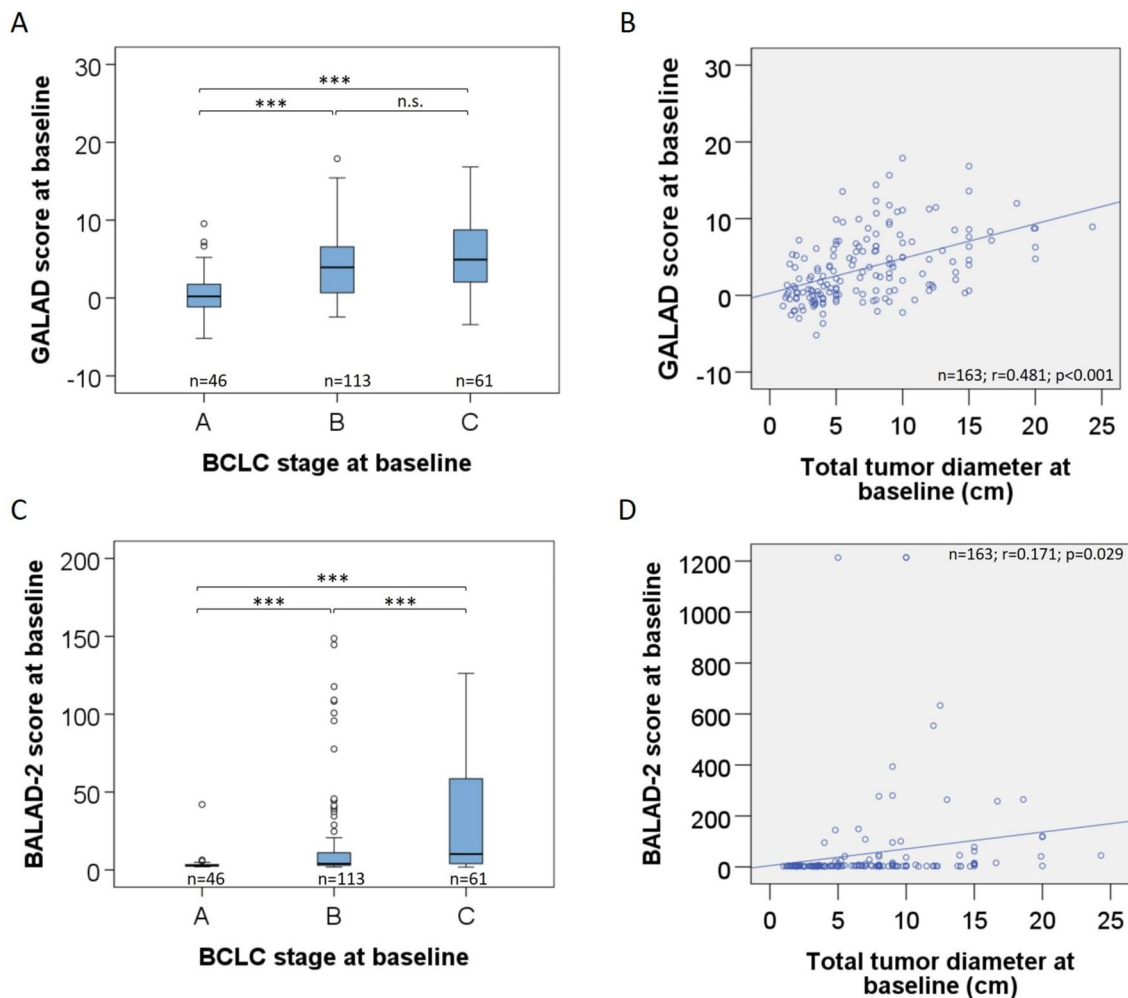 A
GALAD score at baseline
30
20
10
0
-10
***
***
n.s.
n=46
n=113
n=61
A
B
C
BCLC stage at baseline
B
GALAD score at baseline
30
20
10
0
-10
n=163; r=0.481; p<0.001
0
5
10
15
20
25
Total tumor diameter at
baseline (cm)
C
BALAD-2 score at baseline
200
150
100
50
0
***
***
***
n=46
n=113
n=61
A
B
C
BCLC stage at baseline
D
BALAD-2 score at baseline
1200
1000
800
600
400
200
0
n=163; r=0.171; p=0.029
0
5
10
15
20
25
Total tumor diameter at
baseline (cm)